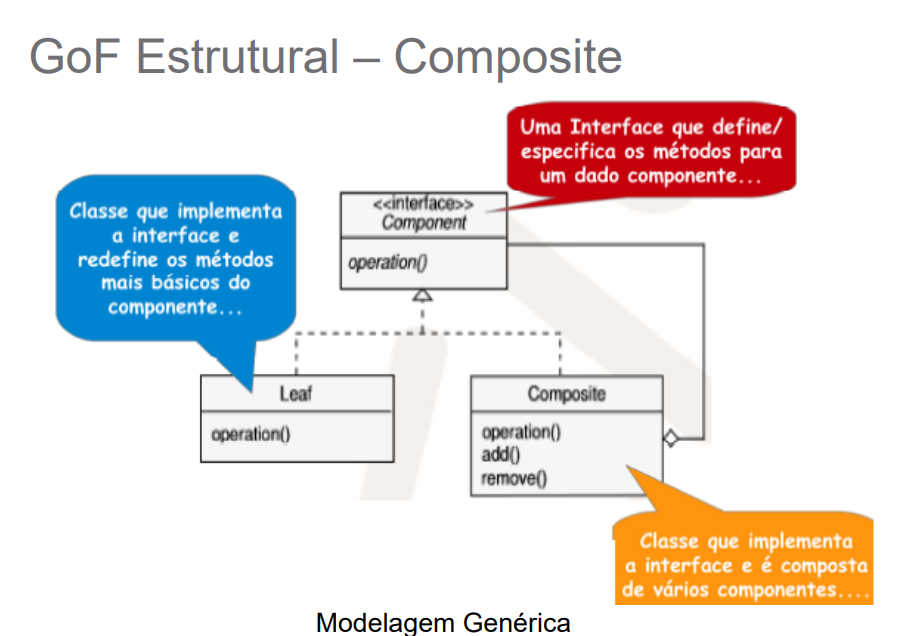 GoF Estrutural – Composite
Uma Interface que define/
especifica os métodos para
um dado componente...
Classe que implementa
a interface e
redefine os métodos
mais básicos do
componente...
<<interface>>
Component
operation()
Leaf
operation()
Composite
operation()
add()
remove()
Classe que implementa
a interface e é composta
de vários componentes....
Modelagem Genérica